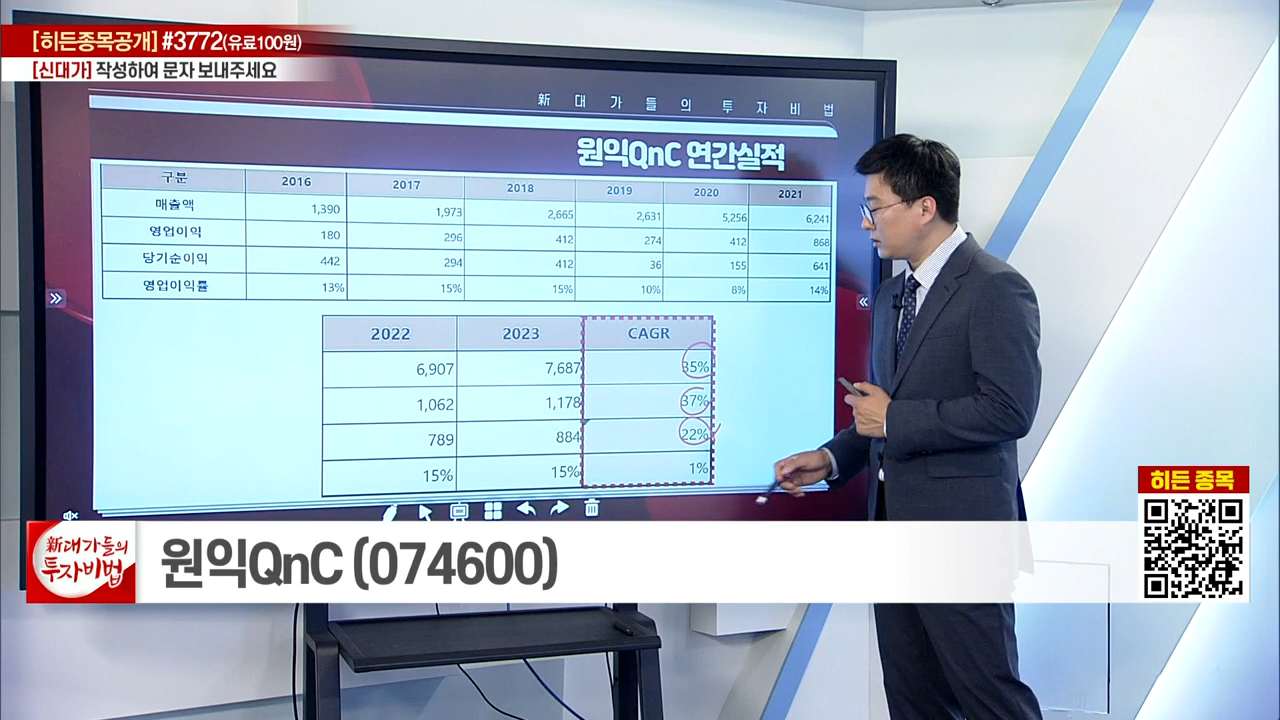 [히든종목공개] #3772(유료100원)
[신대가] 작성하여 문자 보내주세요
新 대 가 들 의 투 자 비 법
원익QnC 연간실적
구분 2016 2017 2018 2019 2020 2021
매출액 1,390 1,973 2,665 2,631 5,256 6,241
영업이익 180 296 412 274 412 868
당기순이익 442 294 412 36 155 641
영업이익률 13% 15% 15% 10% 8% 14%
2022 2023 CAGR
6,907 7,687 35%
1,062 1,178 37%
789 884 22%
15% 15% 1%
히든 종목
新대가들의
투자비법
원익QnC (074600)